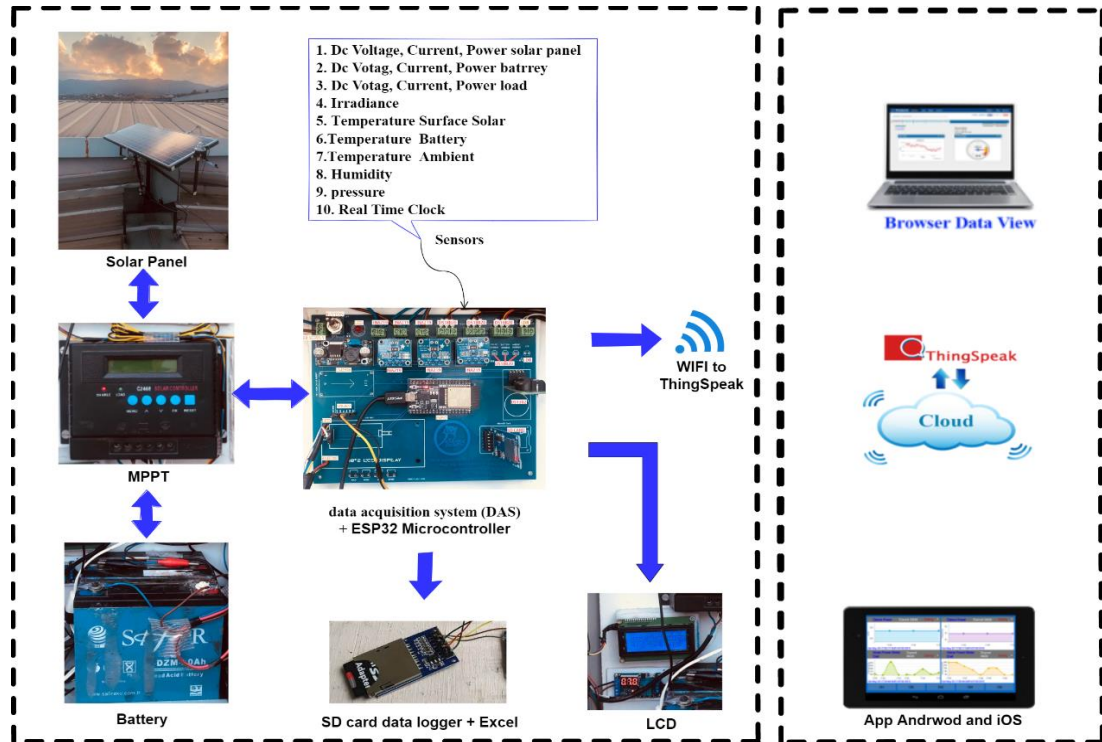 1. Dc Voltage, Current, Power solar panel
2. Dc Votag, Current, Power batrrey
3. Dc Votag, Current, Power load
4. Irradiance
5. Temperature Surface Solar
6.Temperature Battery
7.Temperature Ambient
8. Humidity
9. pressure
10. Real Time Clock
Sensors
Solar Panel
SOLAR CONTROLLER
MPPT
data acquisition system (DAS)
+ ESP32 Microcontroller
WIFI to
ThingSpeak
Battery
Adapter
SD card data logger + Excel
LCD
Browser Data View
ThingSpeak
Cloud
App Andrwod and iOS